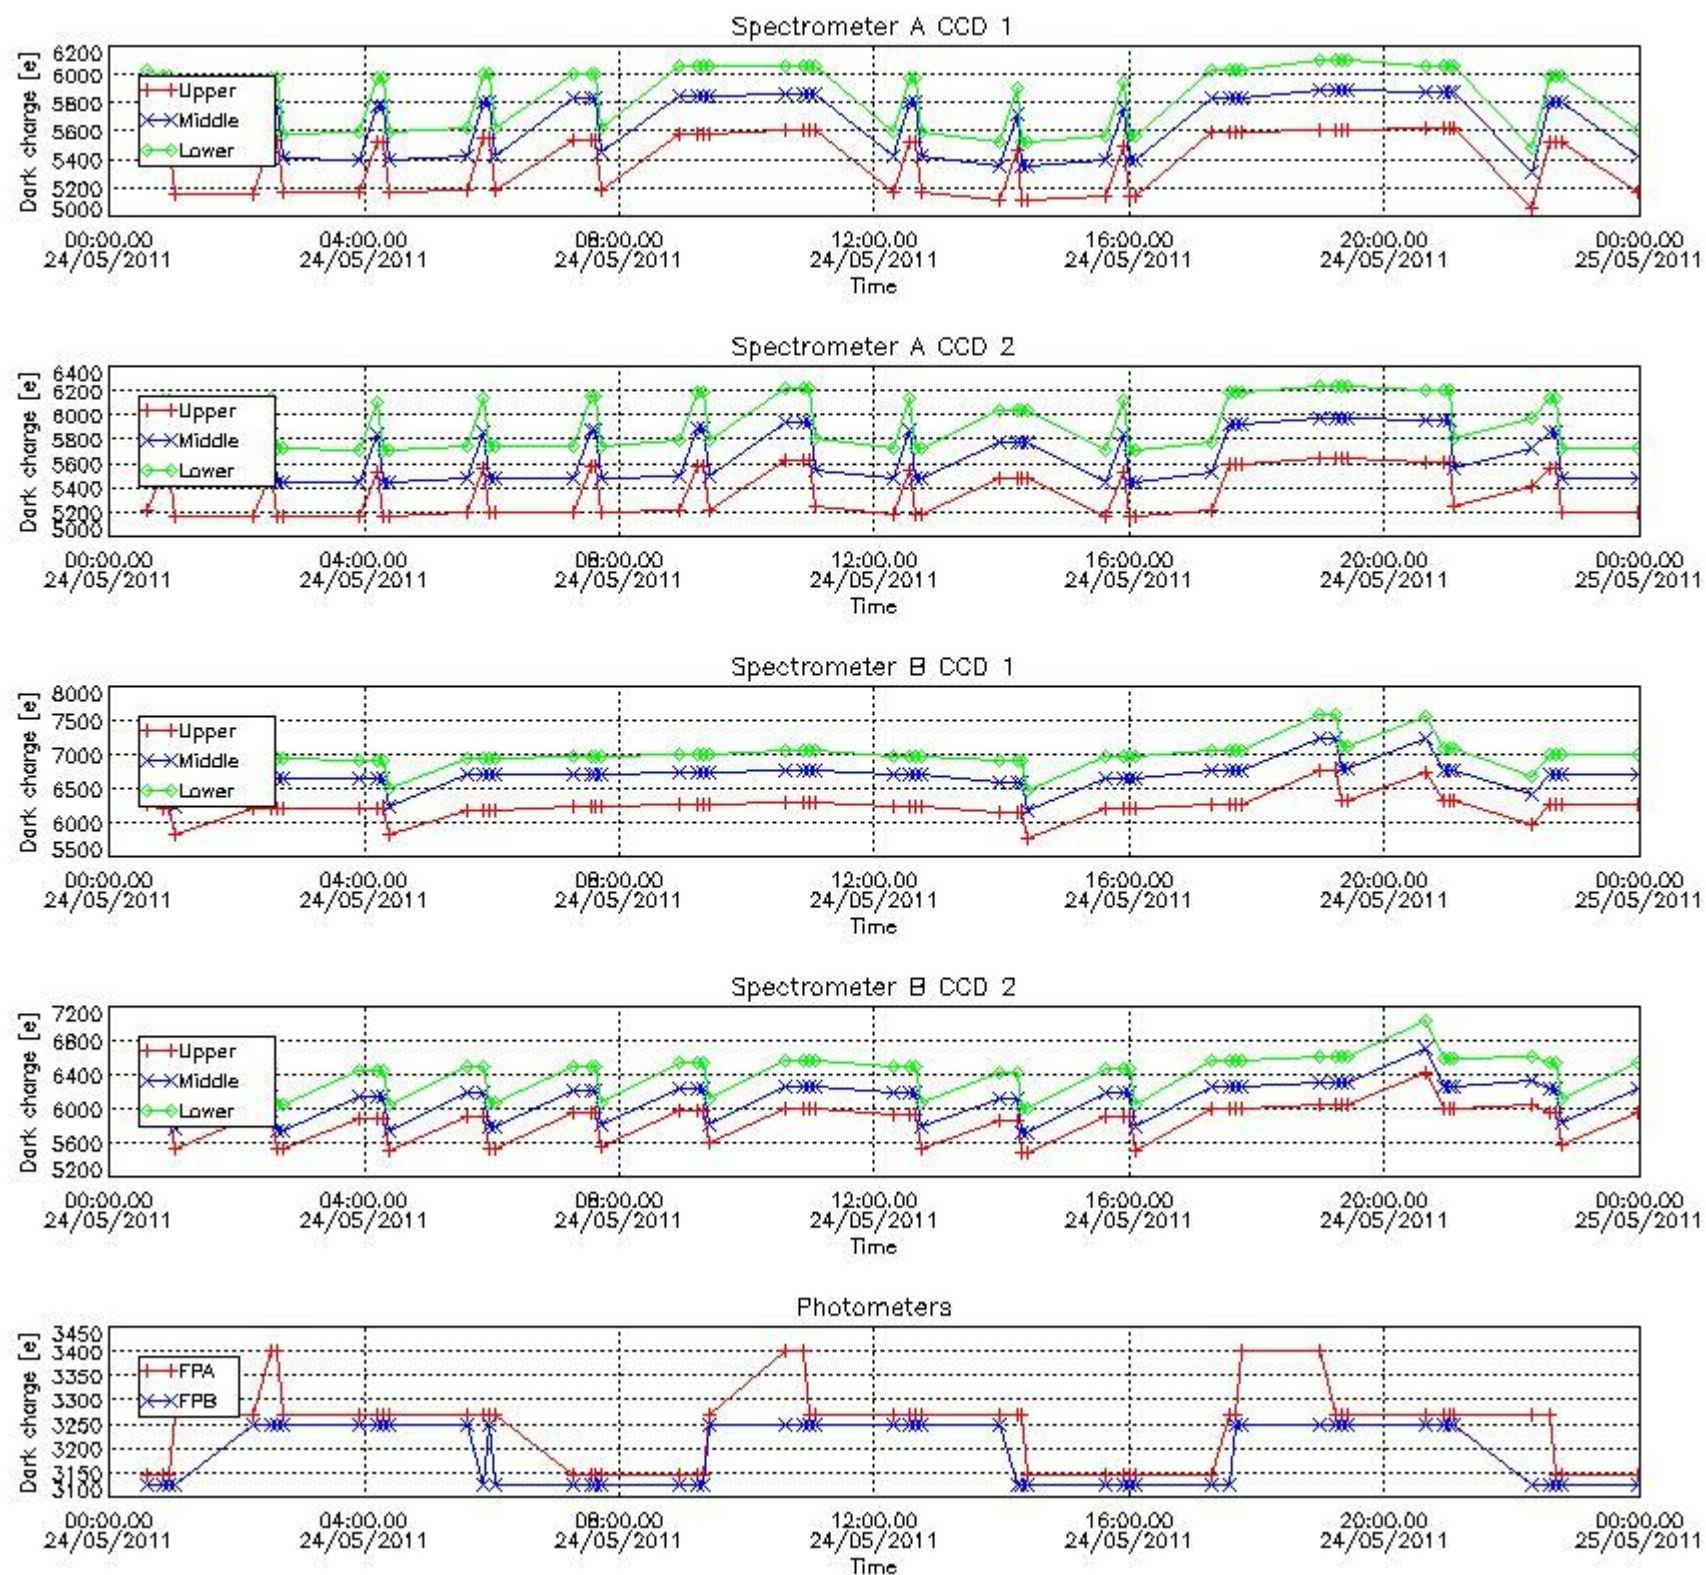 Spectrometer A CCD 1
Dark charge [e]
6200
6000
5800
5600
5400
5200
5000
Upper
Middle
Lower
00:00.00 04:00.00 08:00.00 12:00.00 16:00.00 20:00.00 00:00.00
24/05/2011 24/05/2011 24/05/2011 24/05/2011 24/05/2011 24/05/2011 25/05/2011
Time
Spectrometer A CCD 2
Dark charge [e]
6400
6200
6000
5800
5600
5400
5200
5000
Upper
Middle
Lower
00:00.00 04:00.00 08:00.00 12:00.00 16:00.00 20:00.00 00:00.00
24/05/2011 24/05/2011 24/05/2011 24/05/2011 24/05/2011 24/05/2011 25/05/2011
Time
Spectrometer B CCD 1
Dark charge [e]
8000
7500
7000
6500
6000
5500
Upper
Middle
Lower
00:00.00 04:00.00 08:00.00 12:00.00 16:00.00 20:00.00 00:00.00
24/05/2011 24/05/2011 24/05/2011 24/05/2011 24/05/2011 24/05/2011 25/05/2011
Time
Spectrometer B CCD 2
Dark charge [e]
7200
6800
6400
6000
5600
5200
Upper
Middle
Lower
00:00.00 04:00.00 08:00.00 12:00.00 16:00.00 20:00.00 00:00.00
24/05/2011 24/05/2011 24/05/2011 24/05/2011 24/05/2011 24/05/2011 25/05/2011
Time
Photometers
Dark charge [e]
3450
3400
3350
3300
3250
3200
3150
3100
FPA
FPB
00:00.00 04:00.00 08:00.00 12:00.00 16:00.00 20:00.00 00:00.00
24/05/2011 24/05/2011 24/05/2011 24/05/2011 24/05/2011 24/05/2011 25/05/2011
Time